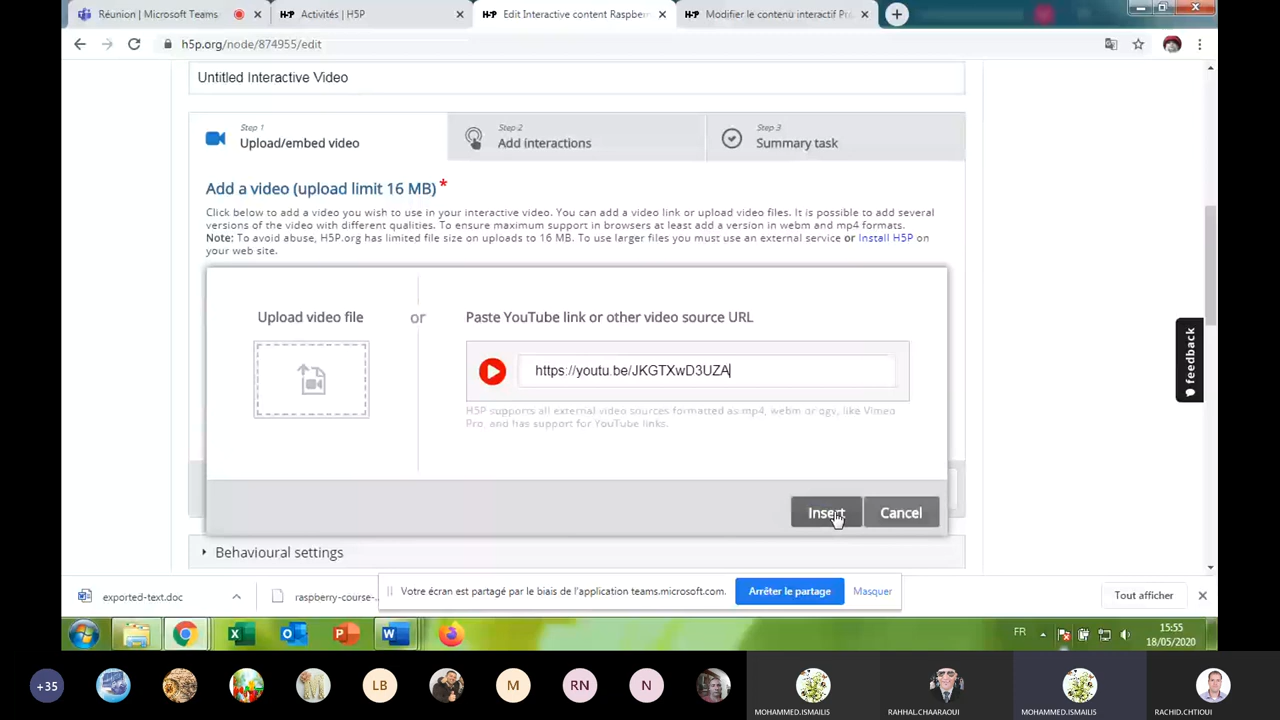 Réunion | Microsoft Teams
H5P Activités | H5P
H5P Edit Interactive content Raspber
H5P Modifier le contenu interactif Pré
h5p.org/node/874955/edit
Untitled Interactive Video
Step 1
Upload/embed video
Step 2
Add interactions
Step 3
Summary task
Add a video (upload limit 16 MB) *
Click below to add a video you wish to use in your interactive video. You can add a video link or upload video files. It is possible to add several
versions of the video with different qualities. To ensure maximum support in browsers at least add a version in webm and mp4 formats.
Note: To avoid abuse, H5P.org has limited file size on uploads to 16 MB. To use larger files you must use an external service or Install H5P on
your web site.
Upload video file
or
Paste YouTube link or other video source URL
https://youtu.be/JKGTXwD3UZA
H5P supports all external video sources formatted as mp4, webm or ogv, like Vimeo
Pro, and has support for YouTube links.
Insert
Cancel
feedback
Behavioural settings
exported-text.doc
raspberry-course-...
Votre écran est partagé par le biais de l'application teams.microsoft.com.
Arrêter le partage
Masquer
Tout afficher
FR
15:55
18/05/2020
+35
LB
M
RN
N
MOHAMMED.ISMAILIS
RAHHAL.CHAARAOUI
MOHAMMED.ISMAILIS
RACHID.CHTIOUI